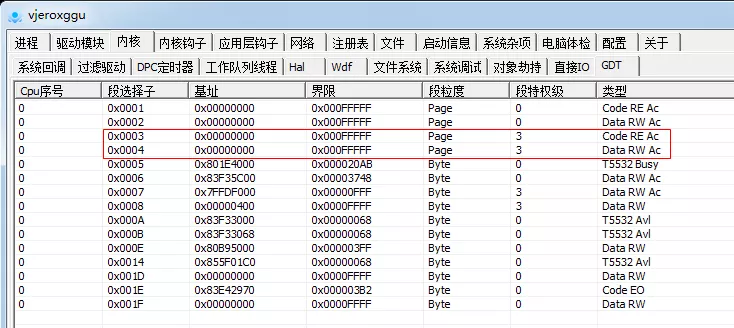 vjeroxggu
进程 驱动模块 内核 内核钩子 应用层钩子 网络 注册表 文件 启动信息 系统杂项 电脑体检 配置 关于
系统回调 过滤驱动 DPC定时器 工作队列线程 Hal Wdf 文件系统 系统调试 对象劫持 直接IO GDT
Cpu序号 段选择子 基址 界限 段粒度 段特权级 类型
0 0x0001 0x00000000 0x000FFFFF Page 0 Code RE Ac
0 0x0002 0x00000000 0x000FFFFF Page 0 Data RW Ac
0 0x0003 0x00000000 0x000FFFFF Page 3 Code RE Ac
0 0x0004 0x00000000 0x000FFFFF Page 3 Data RW Ac
0 0x0005 0x801E4000 0x000020AB Byte 0 T5532 Busy
0 0x0006 0x83F35C00 0x00003748 Byte 0 Data RW Ac
0 0x0007 0x7FFDF000 0x00000FFF Byte 3 Data RW Ac
0 0x0008 0x00000400 0x0000FFFF Byte 3 Data RW
0 0x000A 0x83F33000 0x00000068 Byte 0 T5532 Avl
0 0x000B 0x83F33068 0x00000068 Byte 0 T5532 Avl
0 0x000E 0x80B95000 0x000003FF Byte 0 Data RW
0 0x0014 0x855F01C0 0x00000068 Byte 0 T5532 Avl
0 0x001D 0x00000000 0x0000FFFF Byte 0 Data RW
0 0x001E 0x83E42970 0x000003B2 Byte 0 Code EO
0 0x001F 0x00000000 0x0000FFFF Byte 0 Data RW